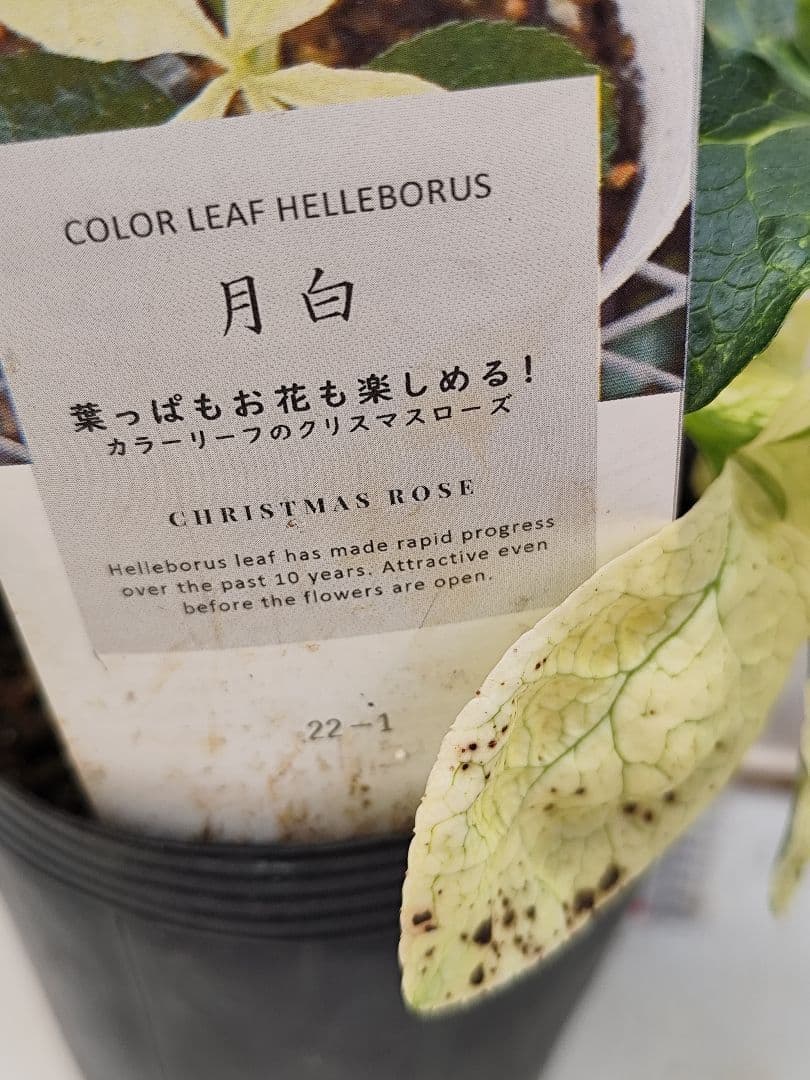 COLOR LEAF HELLEBORUS
月白
葉っぱもお花も楽しめる！
カラーリーフのクリスマスローズ
CHRISTMAS ROSE
Helleborus leaf has made rapid progress
over the past 10 years. Attractive even
before the flowers are open.
22-1